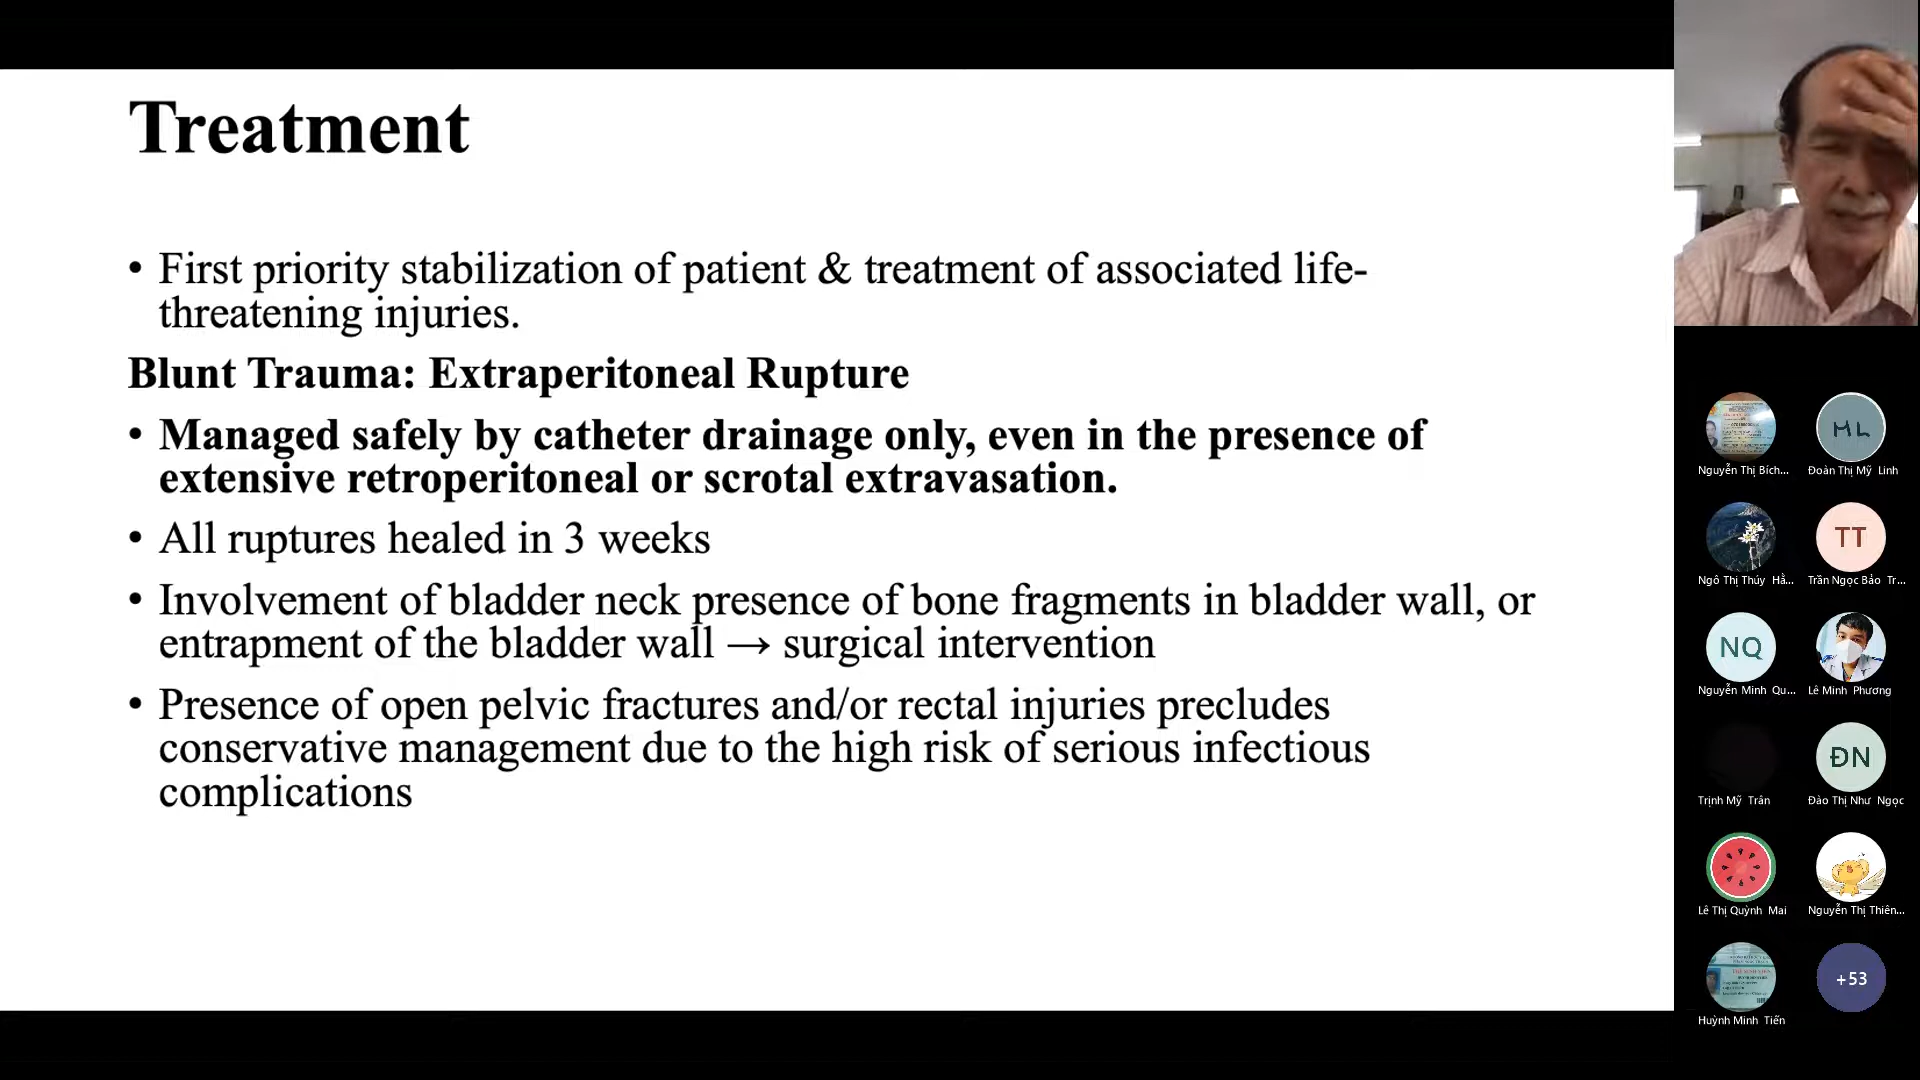 Treatment
• First priority stabilization of patient & treatment of associated life-
threatening injuries.
Blunt Trauma: Extraperitoneal Rupture
• Managed safely by catheter drainage only, even in the presence of
extensive retroperitoneal or scrotal extravasation.
• All ruptures healed in 3 weeks
• Involvement of bladder neck presence of bone fragments in bladder wall, or
entrapment of the bladder wall → surgical intervention
• Presence of open pelvic fractures and/or rectal injuries precludes
conservative management due to the high risk of serious infectious
complications
Nguyễn Thị Bích...
ML
Đoàn Thị Mỹ Linh
Ngô Thị Thúy Hằ...
TT
Trần Ngọc Bảo Tr...
NQ
Nguyễn Minh Qu...
Lê Minh Phương
Trịnh Mỹ Trân
ĐN
Đào Thị Như Ngọc
Lê Thị Quỳnh Mai
Nguyễn Thị Thiên...
Huỳnh Minh Tiến
+53